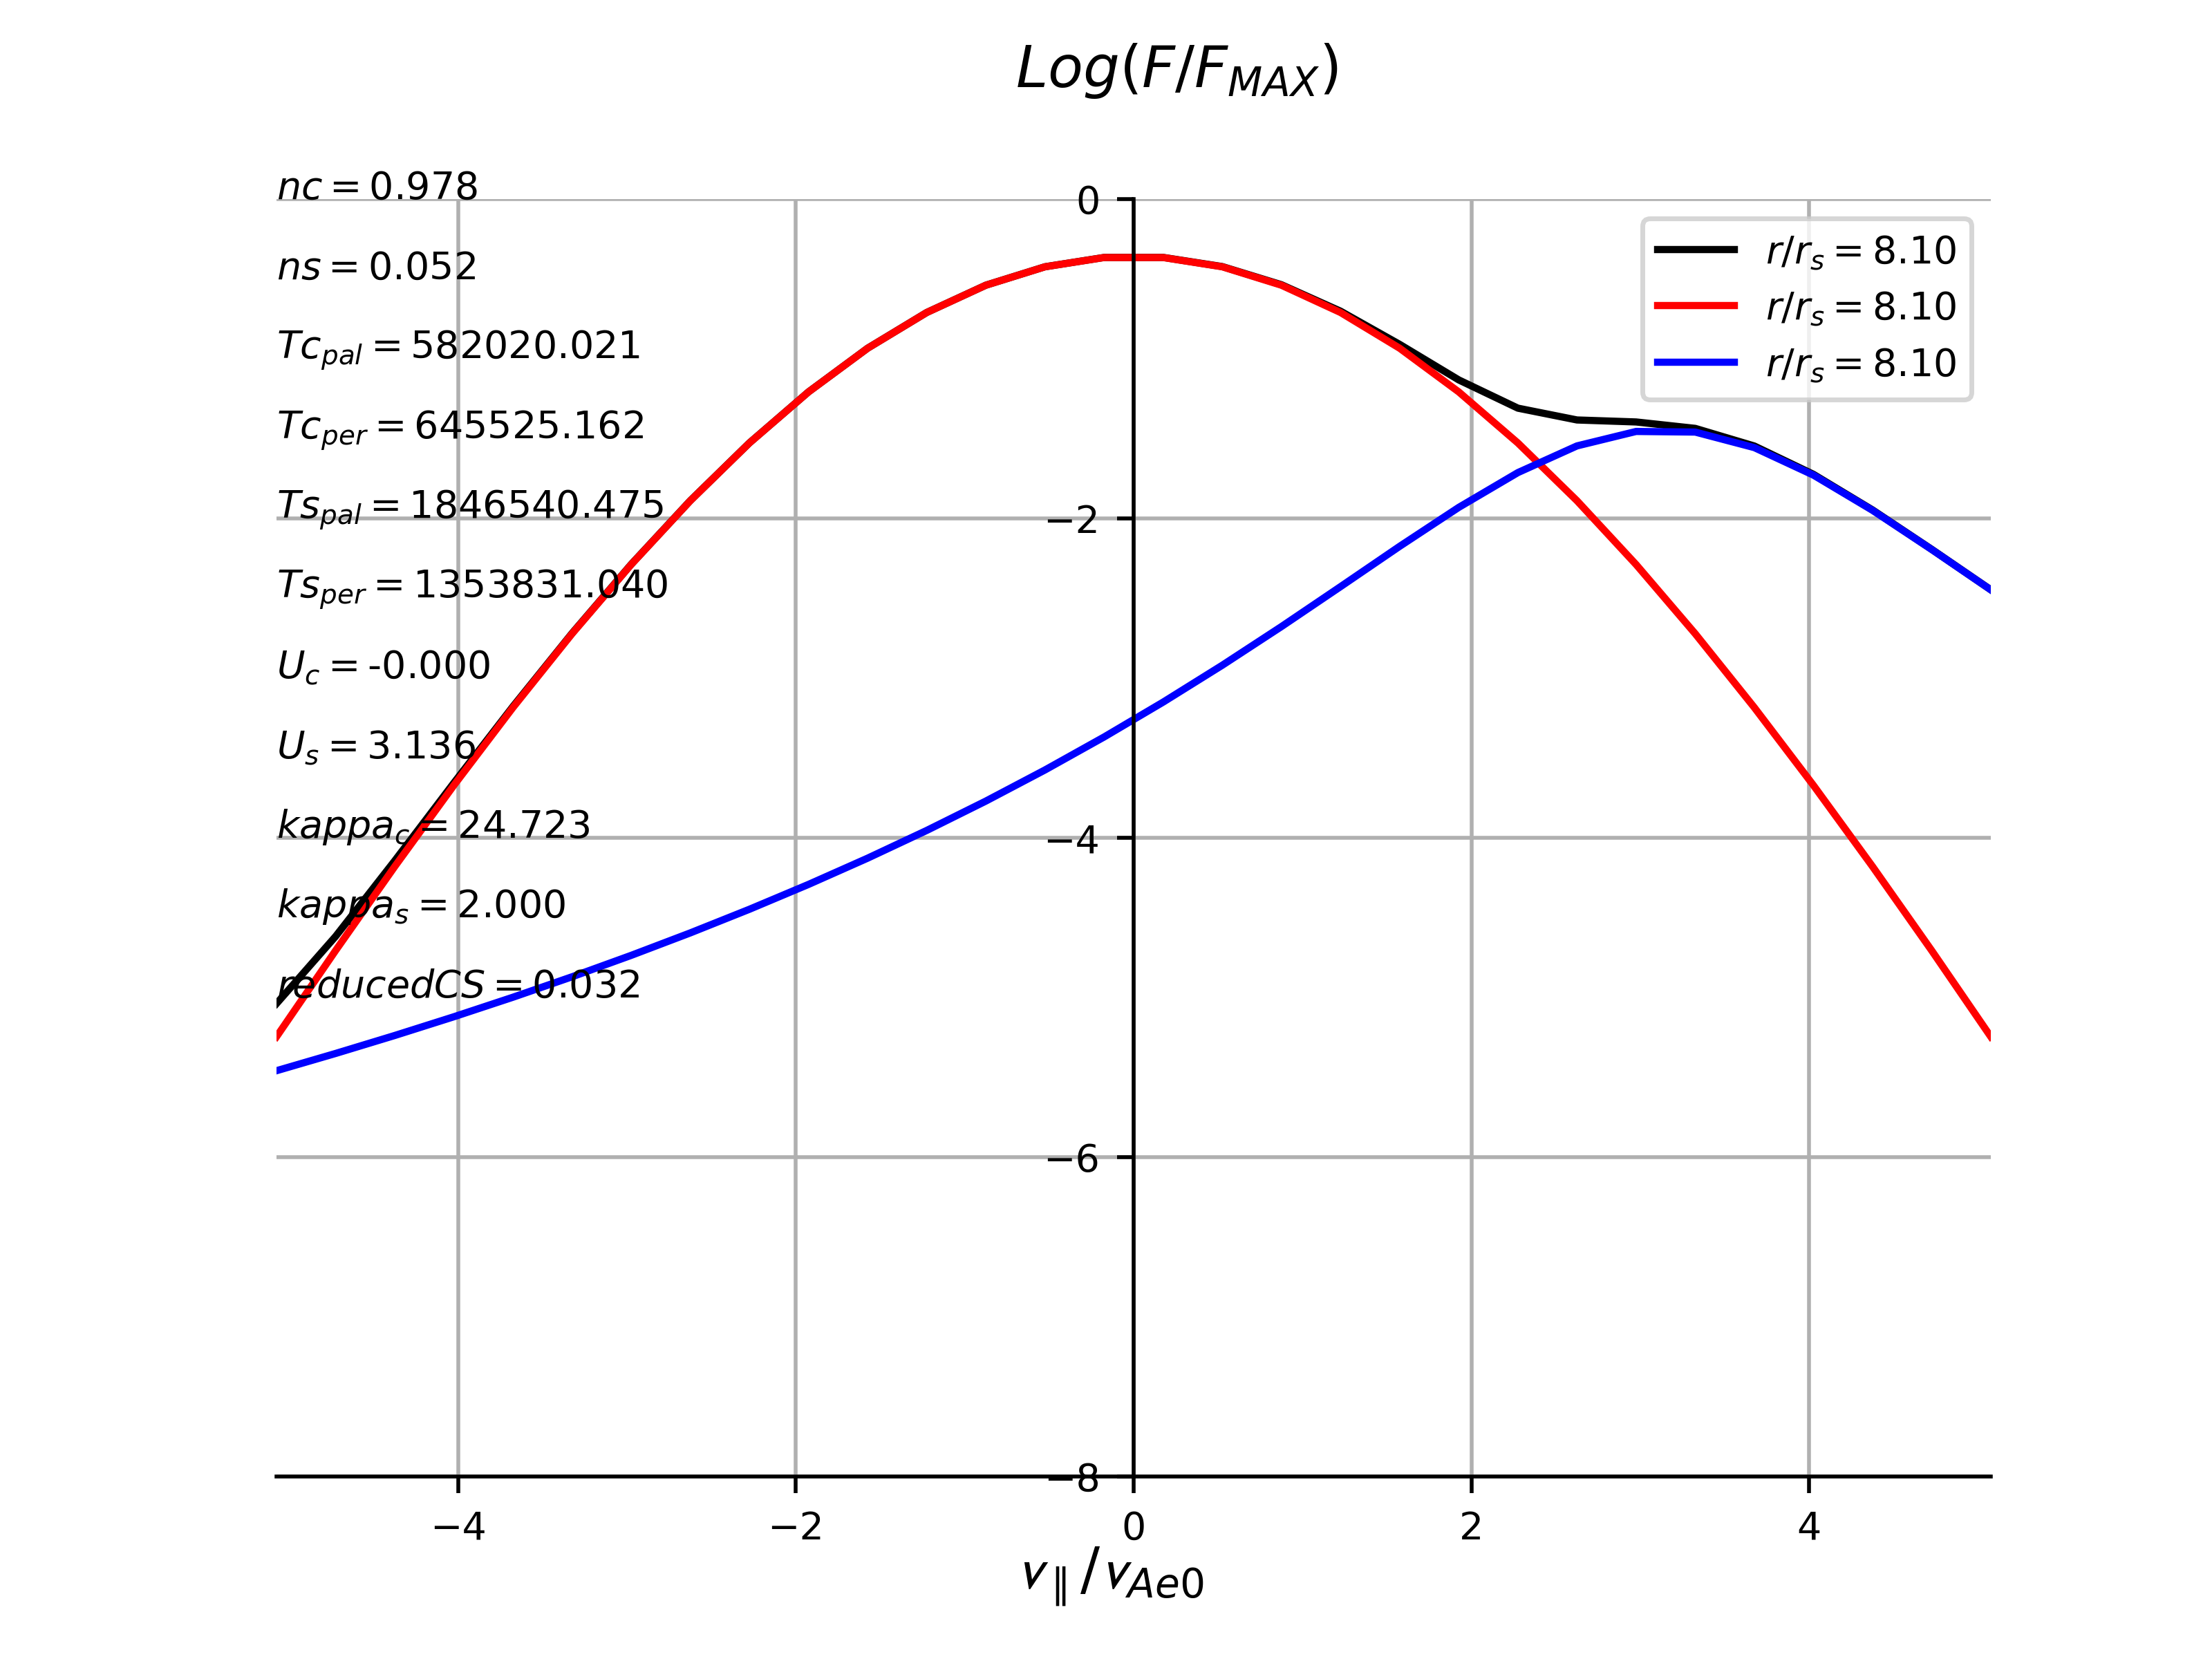 Log(F/F_MAX)
nc = 0.978
ns = 0.052
Tc_pal = 582020.021
Tc_per = 645525.162
Ts_pal = 1846540.475
Ts_per = 1353831.040
U_c = -0.000
U_s = 3.136
kappa_c = 24.723
kappa_s = 2.000
reducedCS = 0.032
r/r_s = 8.10
r/r_s = 8.10
r/r_s = 8.10
0
−2
−4
−6
−8
−4 −2 0 2 4
v_∥/v_Ae0